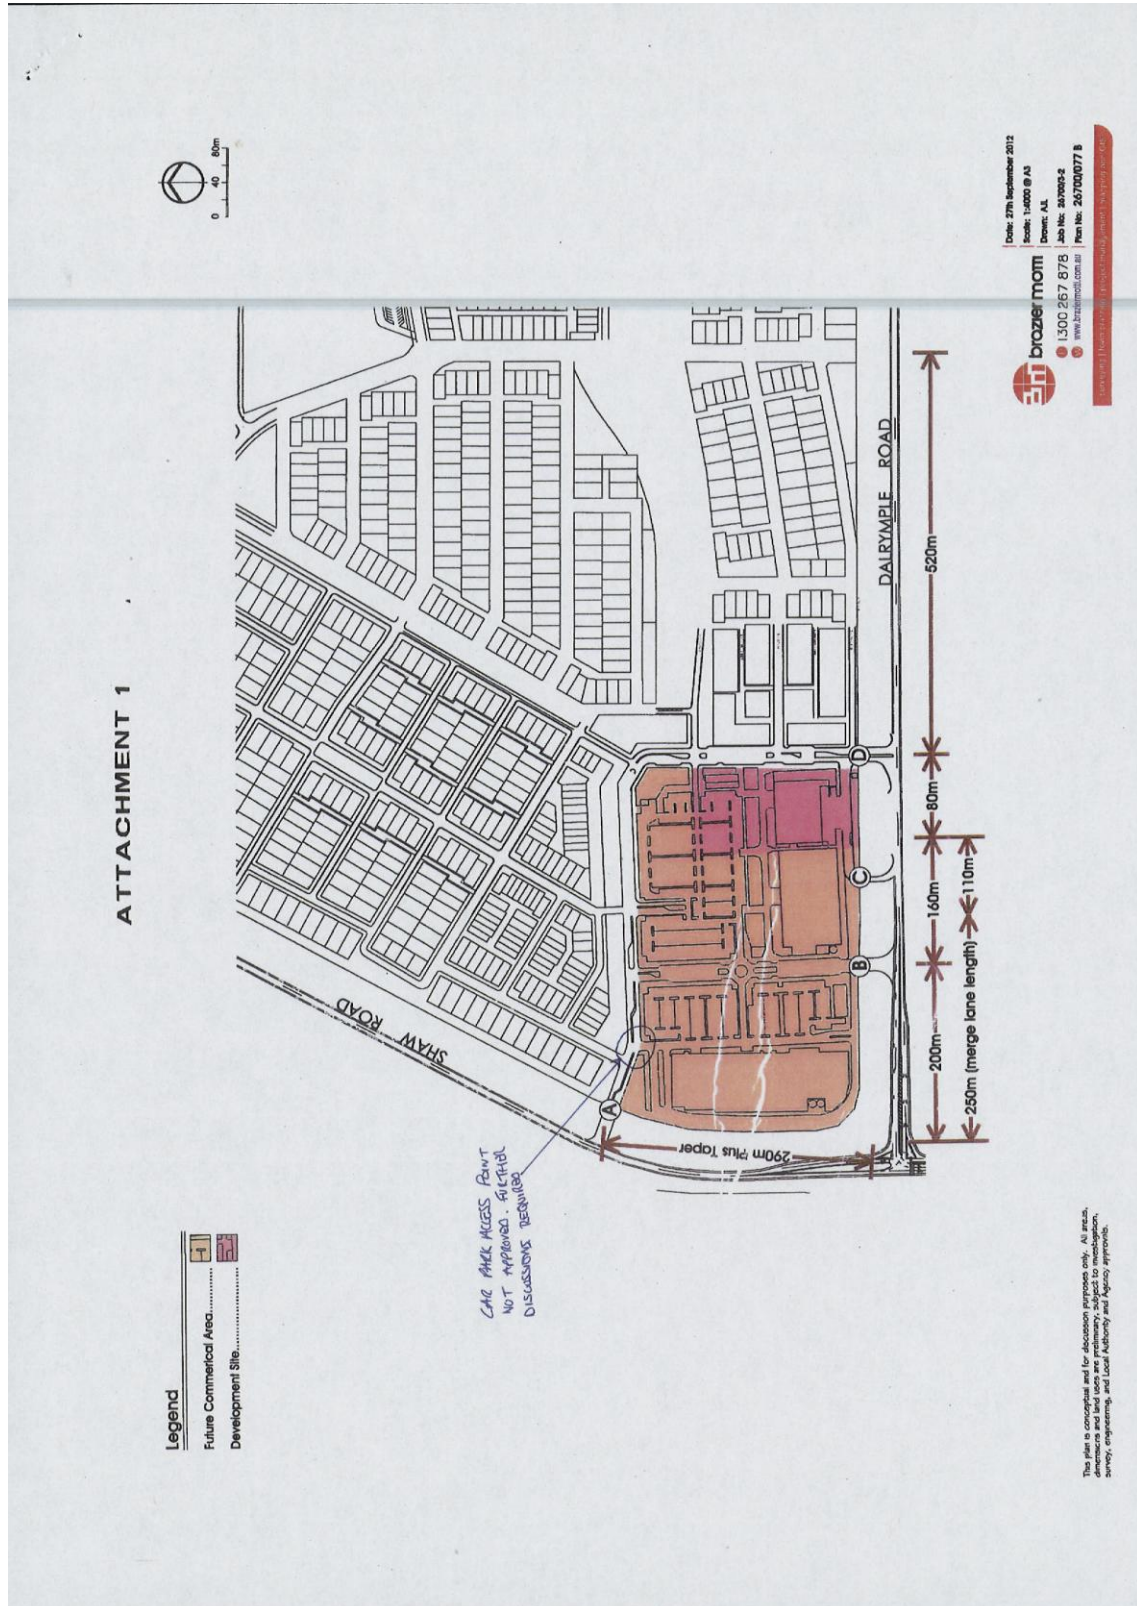 ATTACHMENT 1
0 40 80m
Legend
Future Commerical Area
Development Site
SHAW ROAD
CAR PARK ACCESS POINT
NOT APPROVED. FURTHER
DISCUSSIONS REQUIRED
A
B
C
D
290m Plus Taper
DALRYMPLE ROAD
200m
160m
80m
520m
250m (merge lane length)
110m
This plan is conceptual and for discussion purposes only. All areas,
dimensions and land uses are preliminary, subject to investigation,
survey, engineering, and Local Authority and Agency approvals.
brazier mott
1300 267 878
www.braziermott.com.au
Date: 27th September 2012
Scale: 1:4000 @ A3
Drawn: AJL
Job No: 26700/3-2
Plan No: 26700/077 B